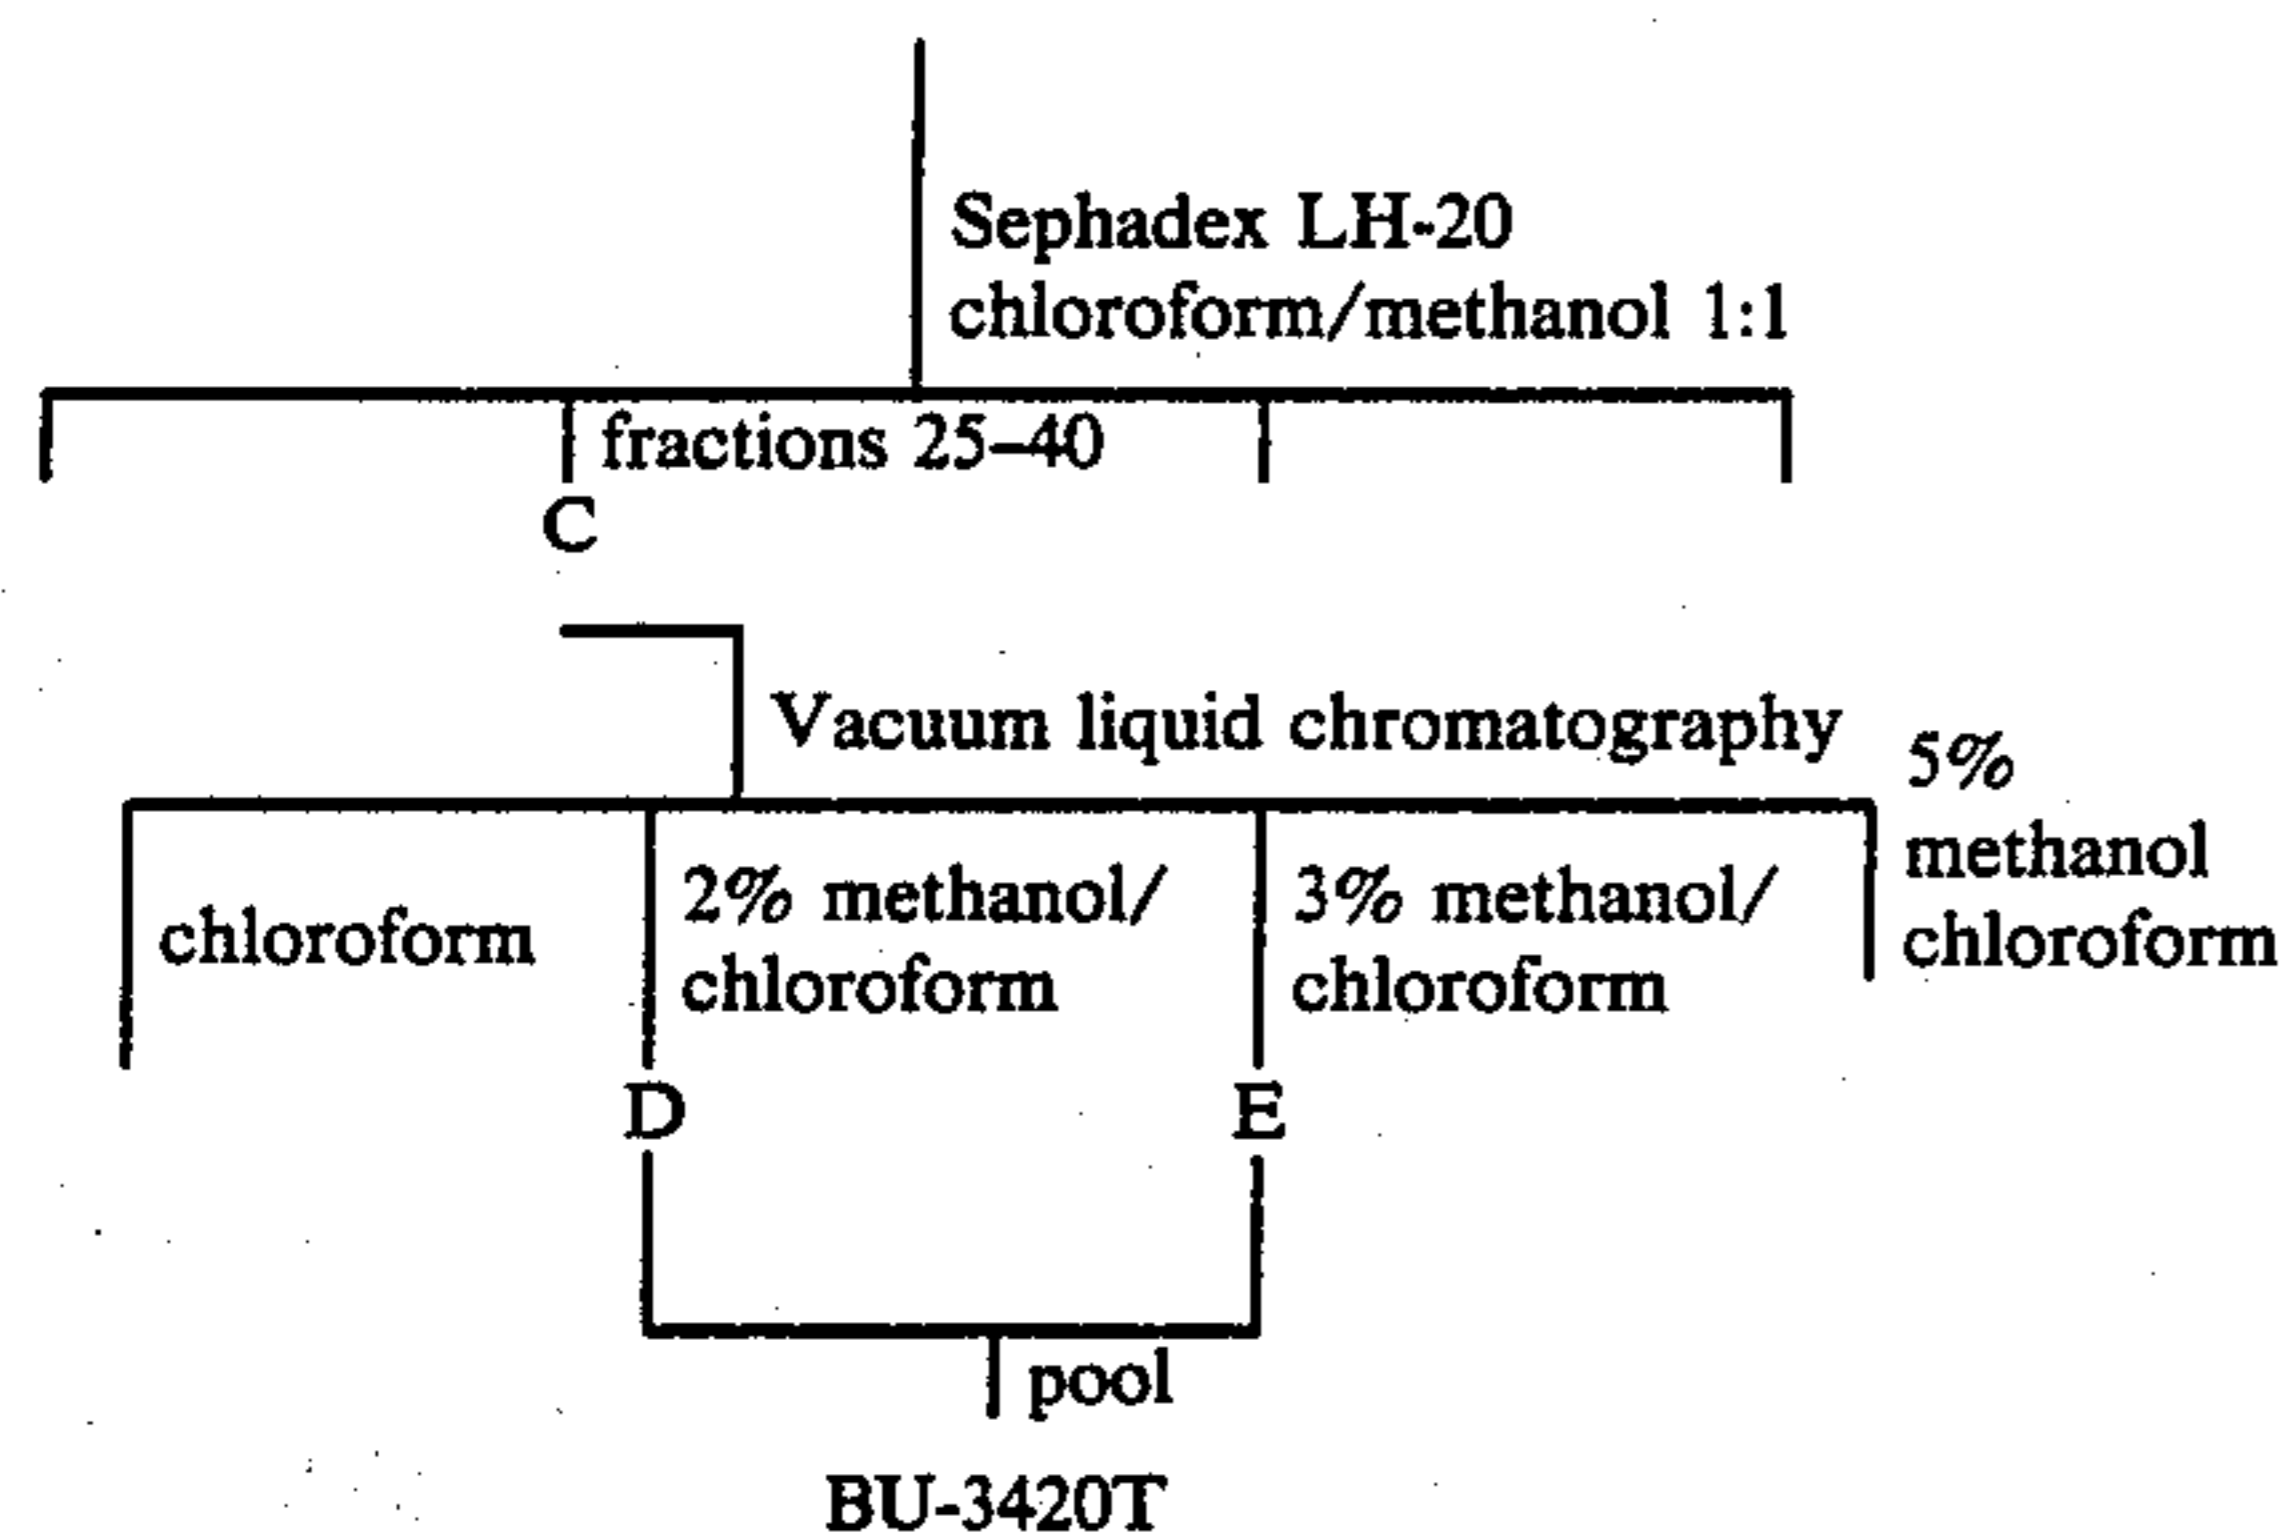 Sephadex LH-20
chloroform/methanol 1:1
fractions 25–40
C
Vacuum liquid chromatography
5%
methanol
chloroform
chloroform
2% methanol/
chloroform
3% methanol/
chloroform
D
E
pool
BU-3420T